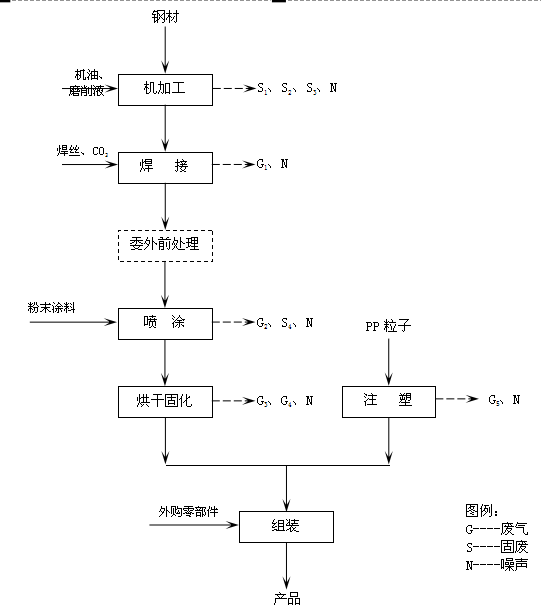 钢材
机油、
磨削液
机加工
S₁、S₂、S₃、N
焊丝、CO₂
焊 接
G₁、N
委外前处理
粉末涂料
喷 涂
G₂、S₄、N
PP粒子
烘干固化
G₃、G₄、N
注 塑
G₅、N
外购零部件
组装
产品
图例：
G----废气
S----固废
N----噪声